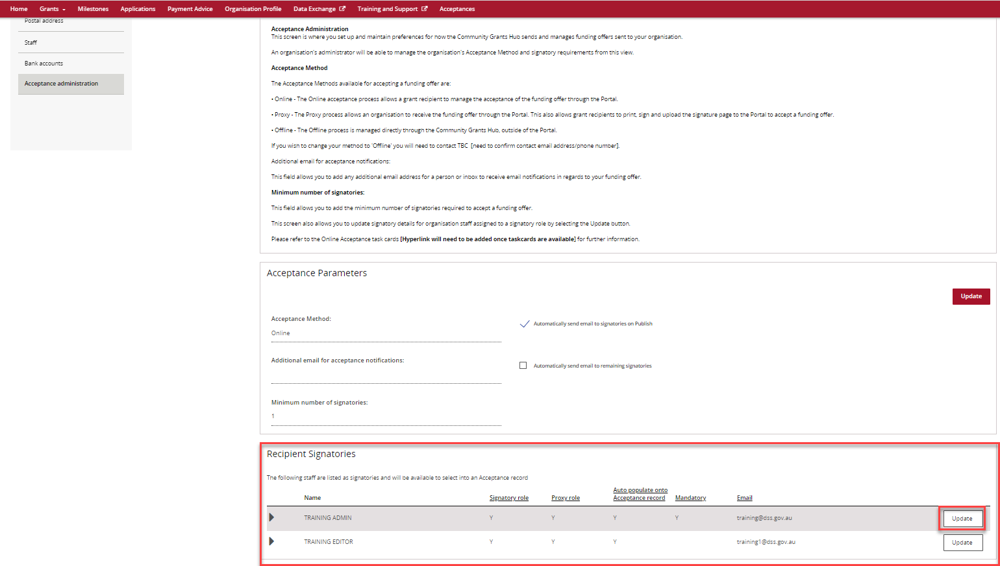 Home Grants Milestones Applications Payment Advice Organisation Profile Data Exchange Training and Support Acceptances
Postal address
Staff
Bank accounts
Acceptance administration
Acceptance Administration
This screen is where you set up and maintain preferences for how the Community Grants Hub sends and manages funding offers sent to your organisation.
An organisation's administrator will be able to manage the organisation's Acceptance Method and signatory requirements from this view.
Acceptance Method
The Acceptance Methods available for accepting a funding offer are:
• Online - The Online acceptance process allows a grant recipient to manage the acceptance of the funding offer through the Portal.
• Proxy - The Proxy process allows an organisation to receive the funding offer through the Portal. This also allows grant recipients to print, sign and upload the signature page to the Portal to accept a funding offer.
• Offline - The Offline process is managed directly through the Community Grants Hub, outside of the Portal.
If you wish to change your method to 'Offline' you will need to contact TBC [need to confirm contact email address/phone number].
Additional email for acceptance notifications:
This field allows you to add any additional email address for a person or inbox to receive email notifications in regards to your funding offer.
Minimum number of signatories:
This field allows you to add the minimum number of signatories required to accept a funding offer.
This screen also allows you to update signatory details for organisation staff assigned to a signatory role by selecting the Update button.
Please refer to the Online Acceptance task cards [Hyperlink will need to be added once taskcards are available] for further information.
Acceptance Parameters
Update
Acceptance Method:
Online
Automatically send email to signatories on Publish
Additional email for acceptance notifications:
Automatically send email to remaining signatories
Minimum number of signatories:
1
Recipient Signatories
The following staff are listed as signatories and will be available to select into an Acceptance record
Name Signatory role Proxy role Auto populate onto Acceptance record Mandatory Email
TRAINING ADMIN Y Y Y Y training@dss.gov.au Update
TRAINING EDITOR Y Y Y training1@dss.gov.au Update